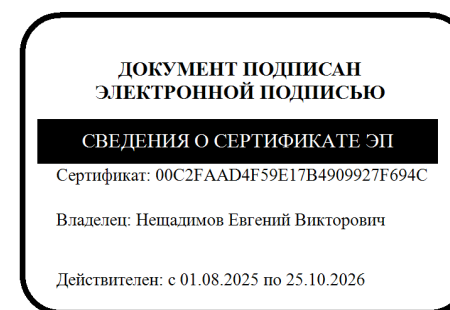 ДОКУМЕНТ ПОДПИСАН
ЭЛЕКТРОННОЙ ПОДПИСЬЮ
СВЕДЕНИЯ О СЕРТИФИКАТЕ ЭП
Сертификат: 00C2FAAD4F59E17B4909927F694C
Владелец: Нещадимов Евгений Викторович
Действителен: с 01.08.2025 по 25.10.2026